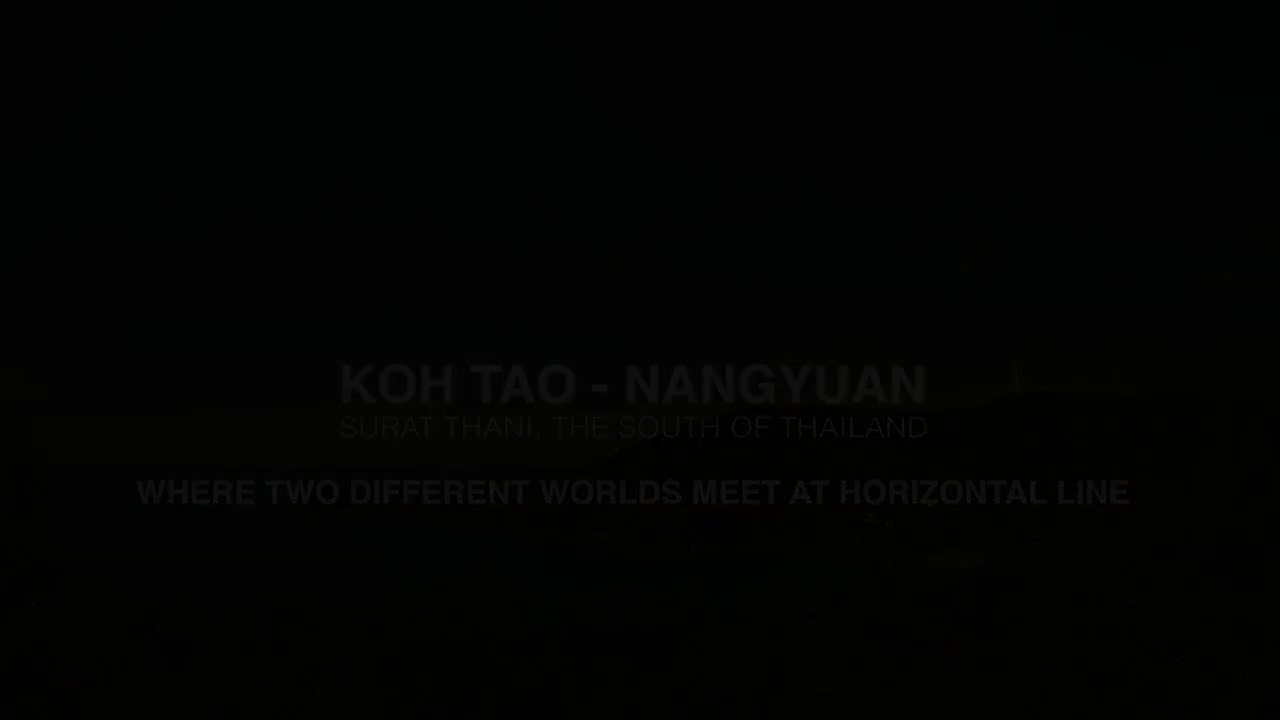 KOH TAO - NANGYUAN
SURAT THANI, THE SOUTH OF THAILAND
WHERE TWO DIFFERENT WORLDS MEET AT HORIZONTAL LINE